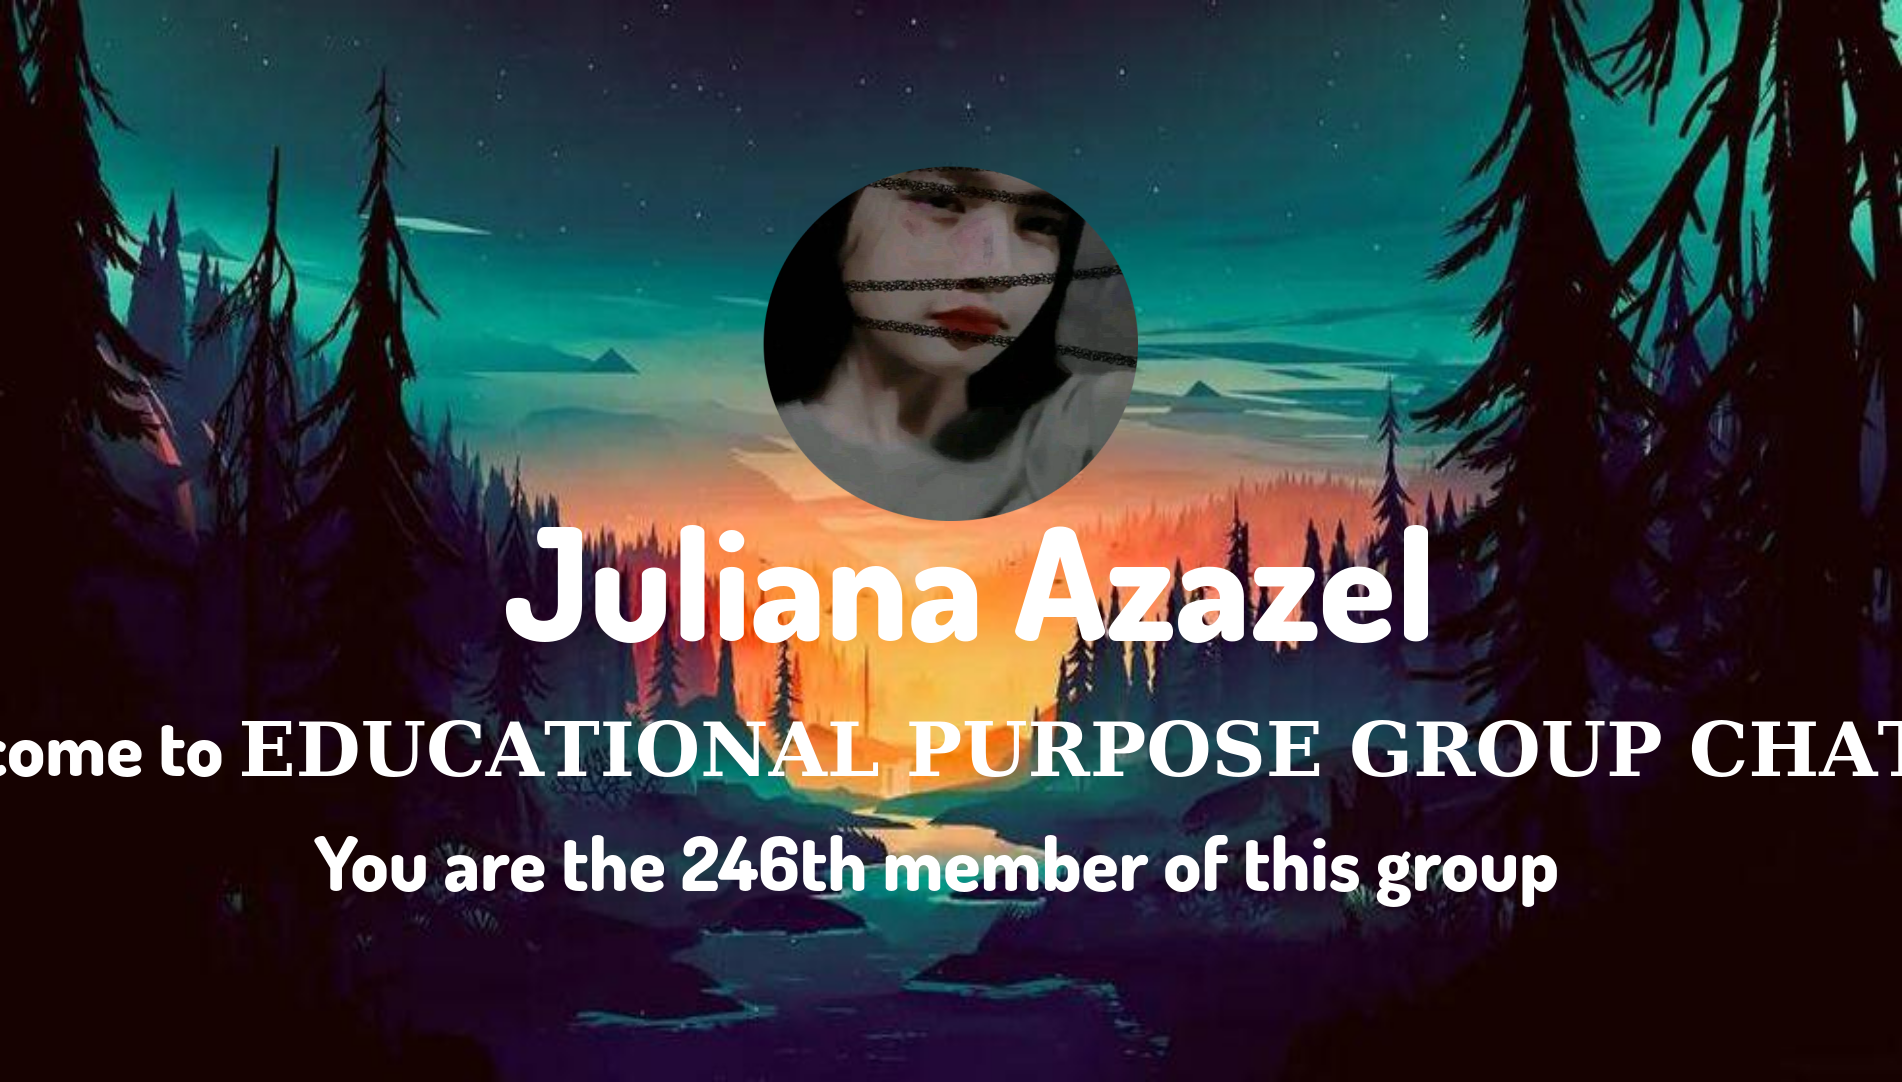 Juliana Azazel
come to EDUCATIONAL PURPOSE GROUP CHAT
You are the 246th member of this group